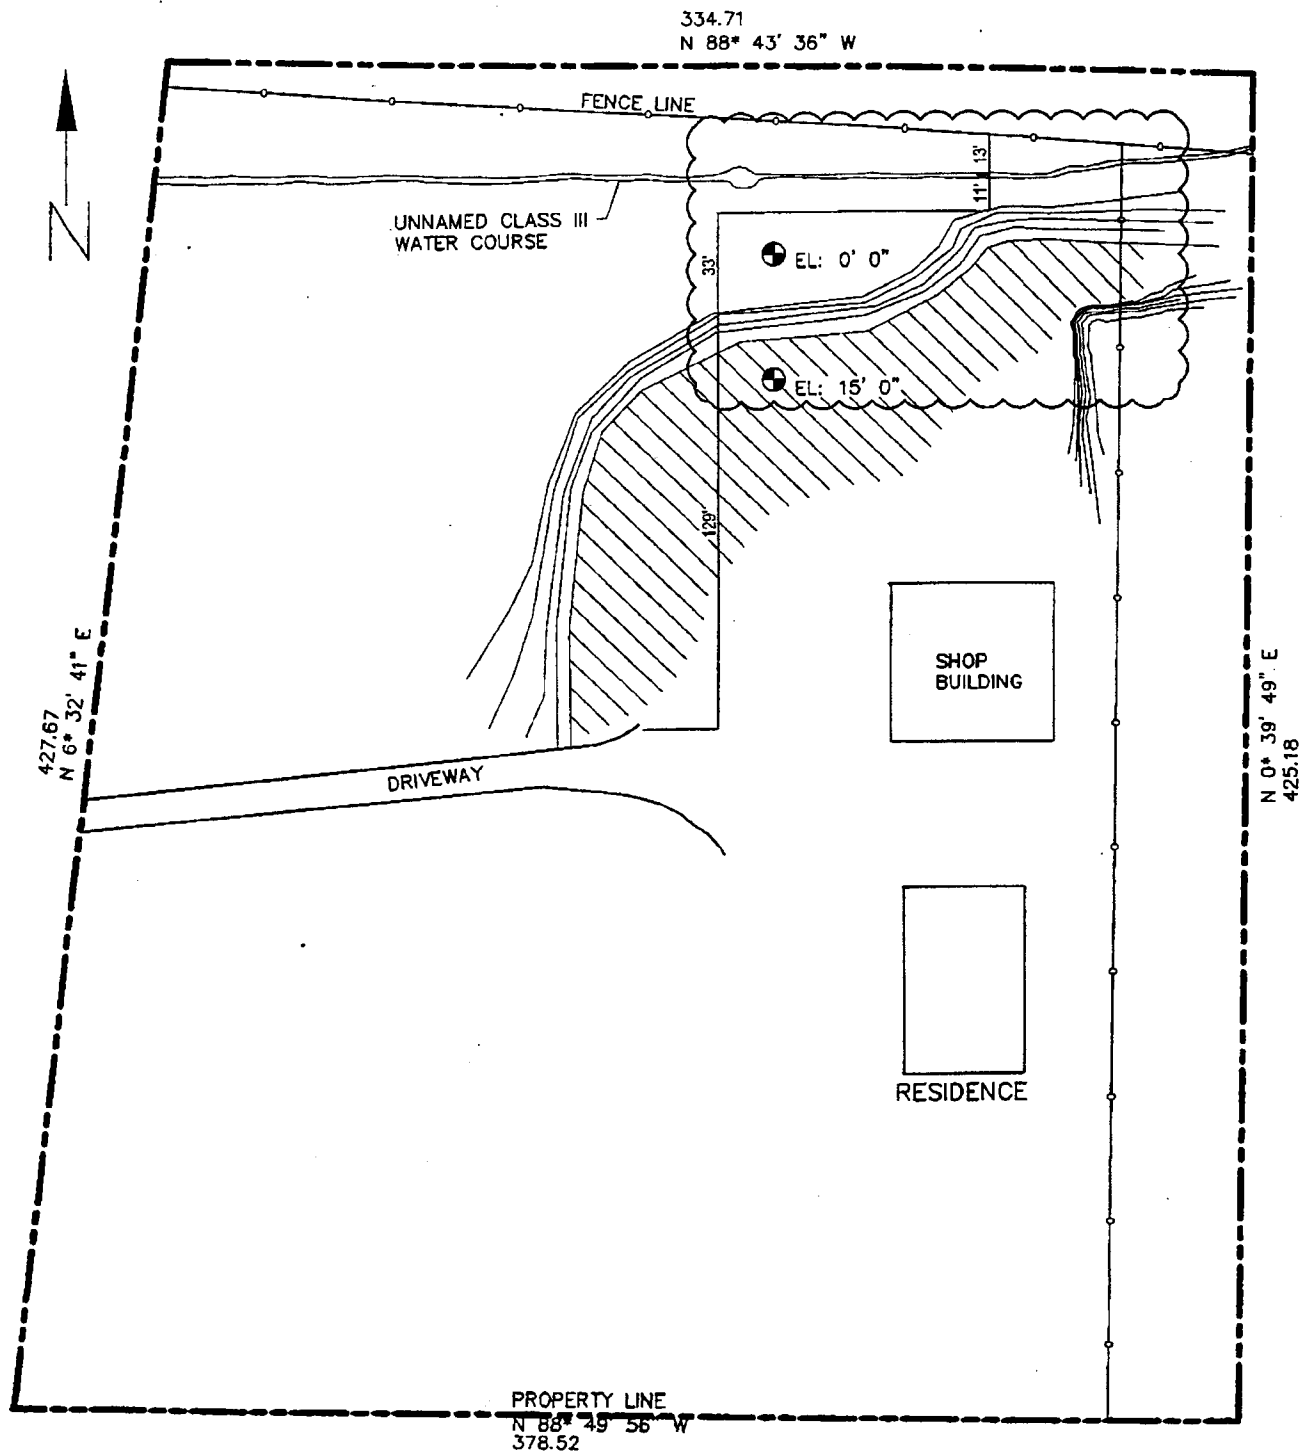 334.71
N 88* 43' 36" W
FENCE LINE
13'
11'
N
UNNAMED CLASS III
WATER COURSE
33'
EL: 0' 0"
EL: 15' 0"
129'
SHOP
BUILDING
427.67
N 6* 32' 41" E
N 0* 39' 49" E
425.18
DRIVEWAY
RESIDENCE
PROPERTY LINE
N 88* 49' 56" W
378.52